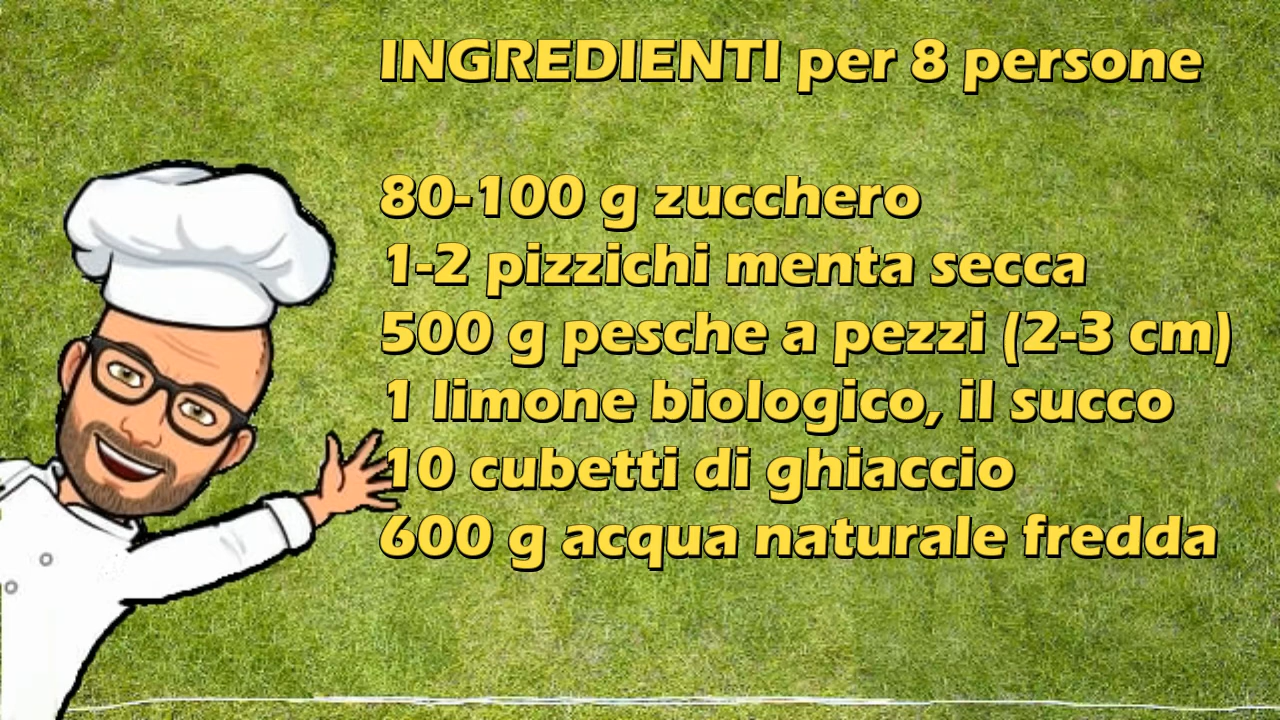 INGREDIENTI per 8 persone
80-100 g zucchero
1-2 pizzichi menta secca
500 g pesche a pezzi (2-3 cm)
1 limone biologico, il succo
10 cubetti di ghiaccio
600 g acqua naturale fredda